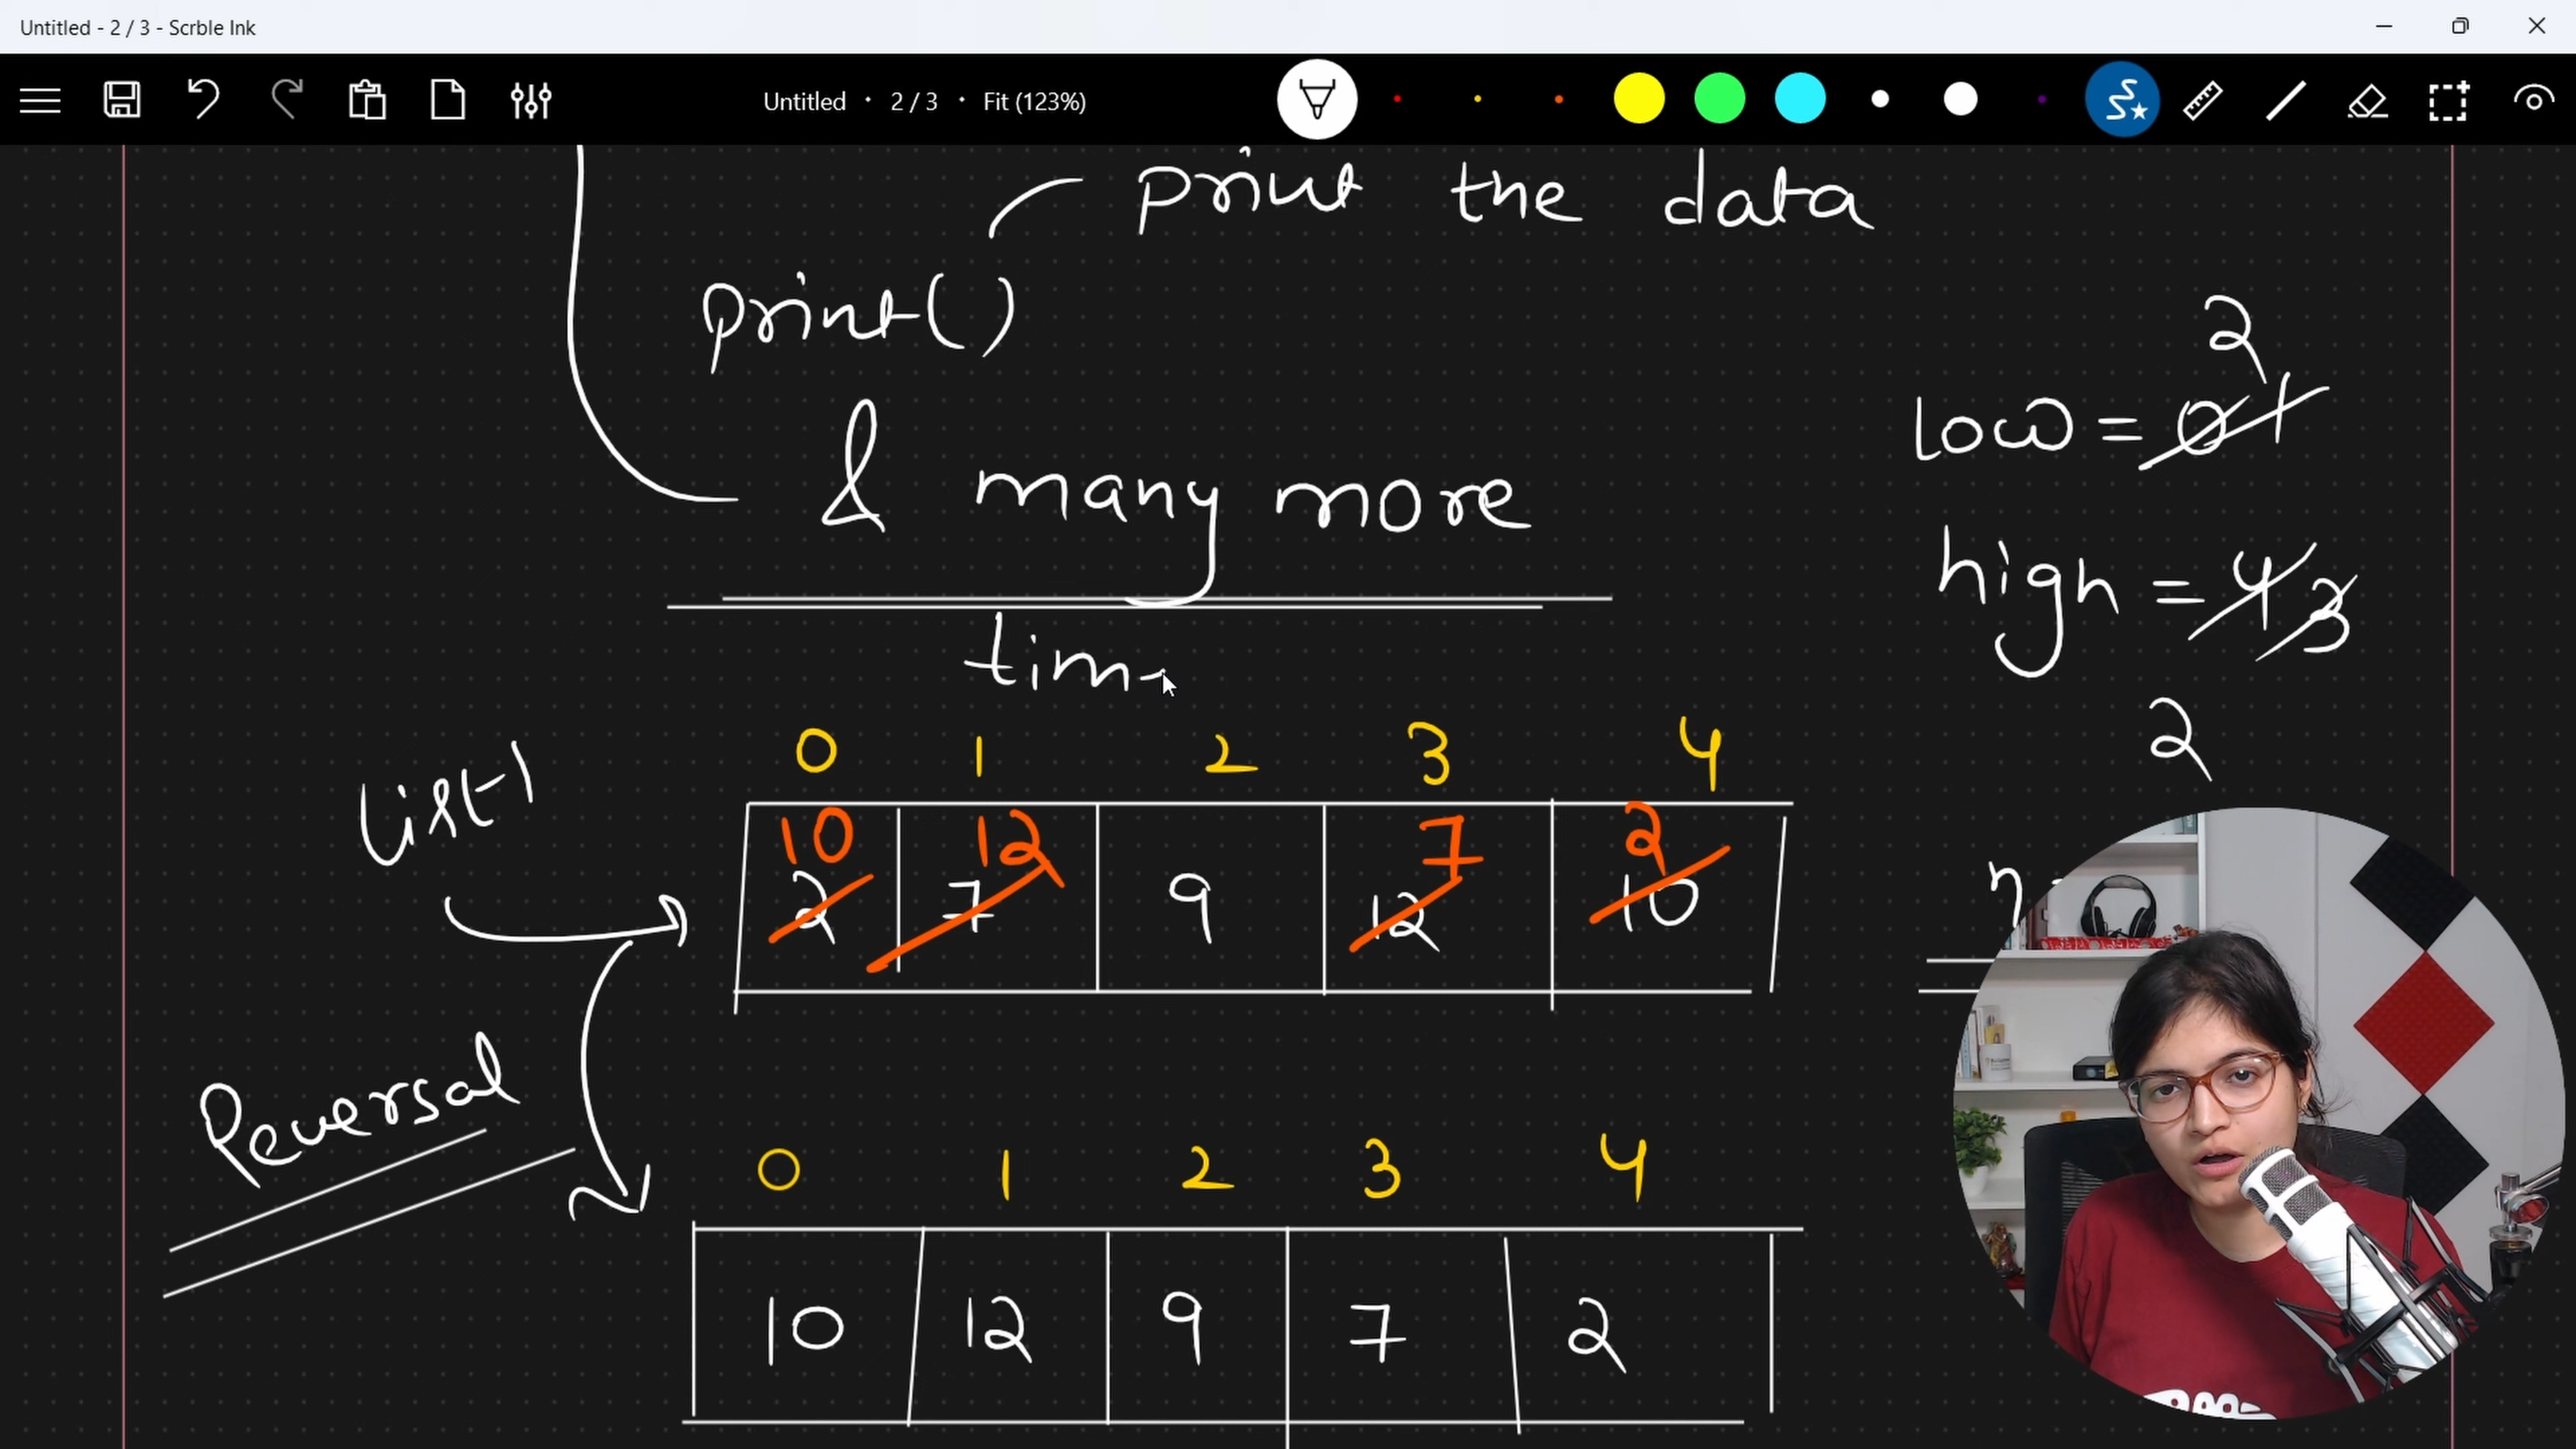 Untitled - 2 / 3 - Scrble Ink
Untitled • 2 / 3 • Fit (123%)
print the data
print()
& many more
2
low = 0 1
high = 4 3
2
tim
0 1 2 3 4
list1
10 12 7 2
2 7 9 12 10
Reversal
0 1 2 3 4
10 12 9 7 2